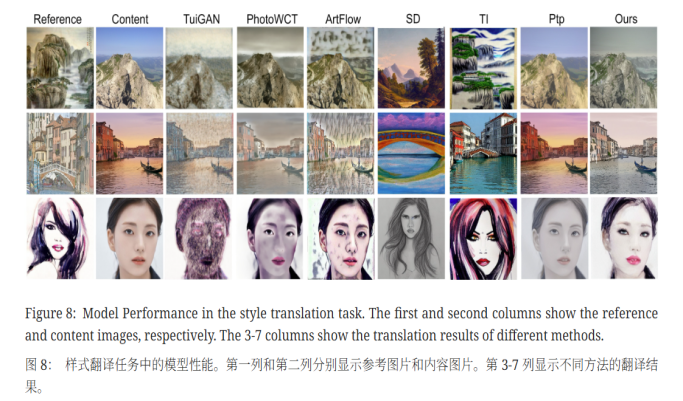 Reference Content TuiGAN PhotoWCT ArtFlow SD TI Ptp Ours
Figure 8: Model Performance in the style translation task. The first and second columns show the reference
and content images, respectively. The 3-7 columns show the translation results of different methods.
图 8： 样式翻译任务中的模型性能。第一列和第二列分别显示参考图片和内容图片。第 3-7 列显示不同方法的翻译结
果。